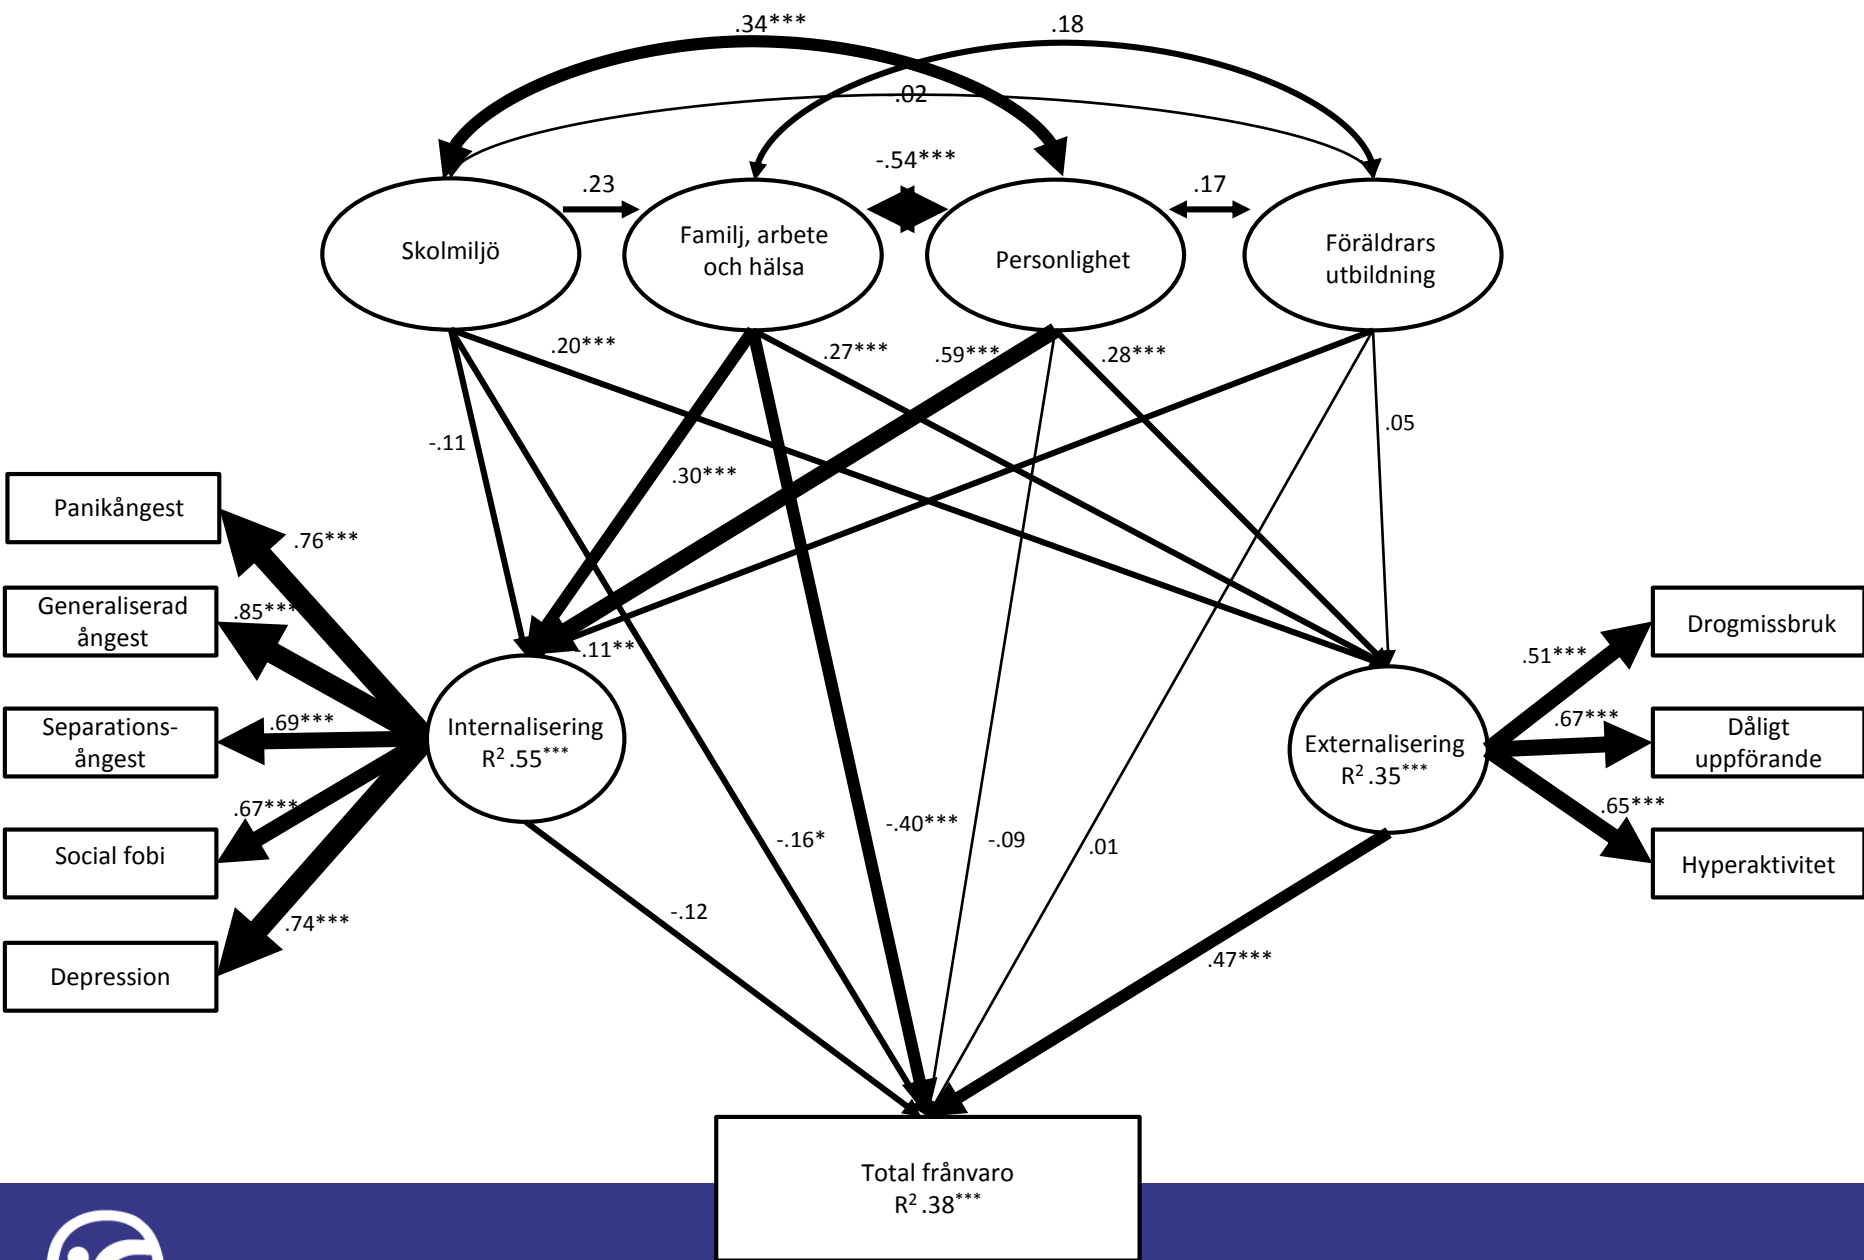 .34***
.18
-.02
-.54***
.23
.17
Skolmiljö
Familj, arbete
och hälsa
Personlighet
Föräldrars
utbildning
.20***
.27***
.59***
.28***
-.11
.30***
.05
Panikångest
.76***
Generaliserad
ångest
.85***
Separations-
ångest
.69***
Social fobi
.67***
Depression
.74***
-.11**
Internalisering
R² .55***
Externalisering
R² .35***
.51***
Drogmissbruk
.67***
Dåligt
uppförande
.65***
Hyperaktivitet
-.12
-.16*
-.40***
-.09
.01
.47***
Total frånvaro
R² .38***